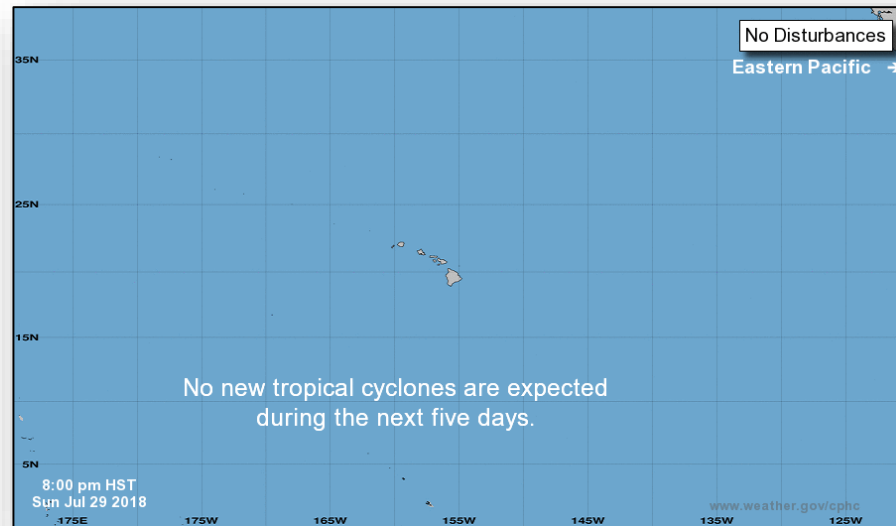 No Disturbances
35N
Eastern Pacific →
25N
15N
No new tropical cyclones are expected
during the next five days.
5N
8:00 pm HST
Sun Jul 29 2018
www.weather.gov/cphc
175E 175W 165W 155W 145W 135W 125W